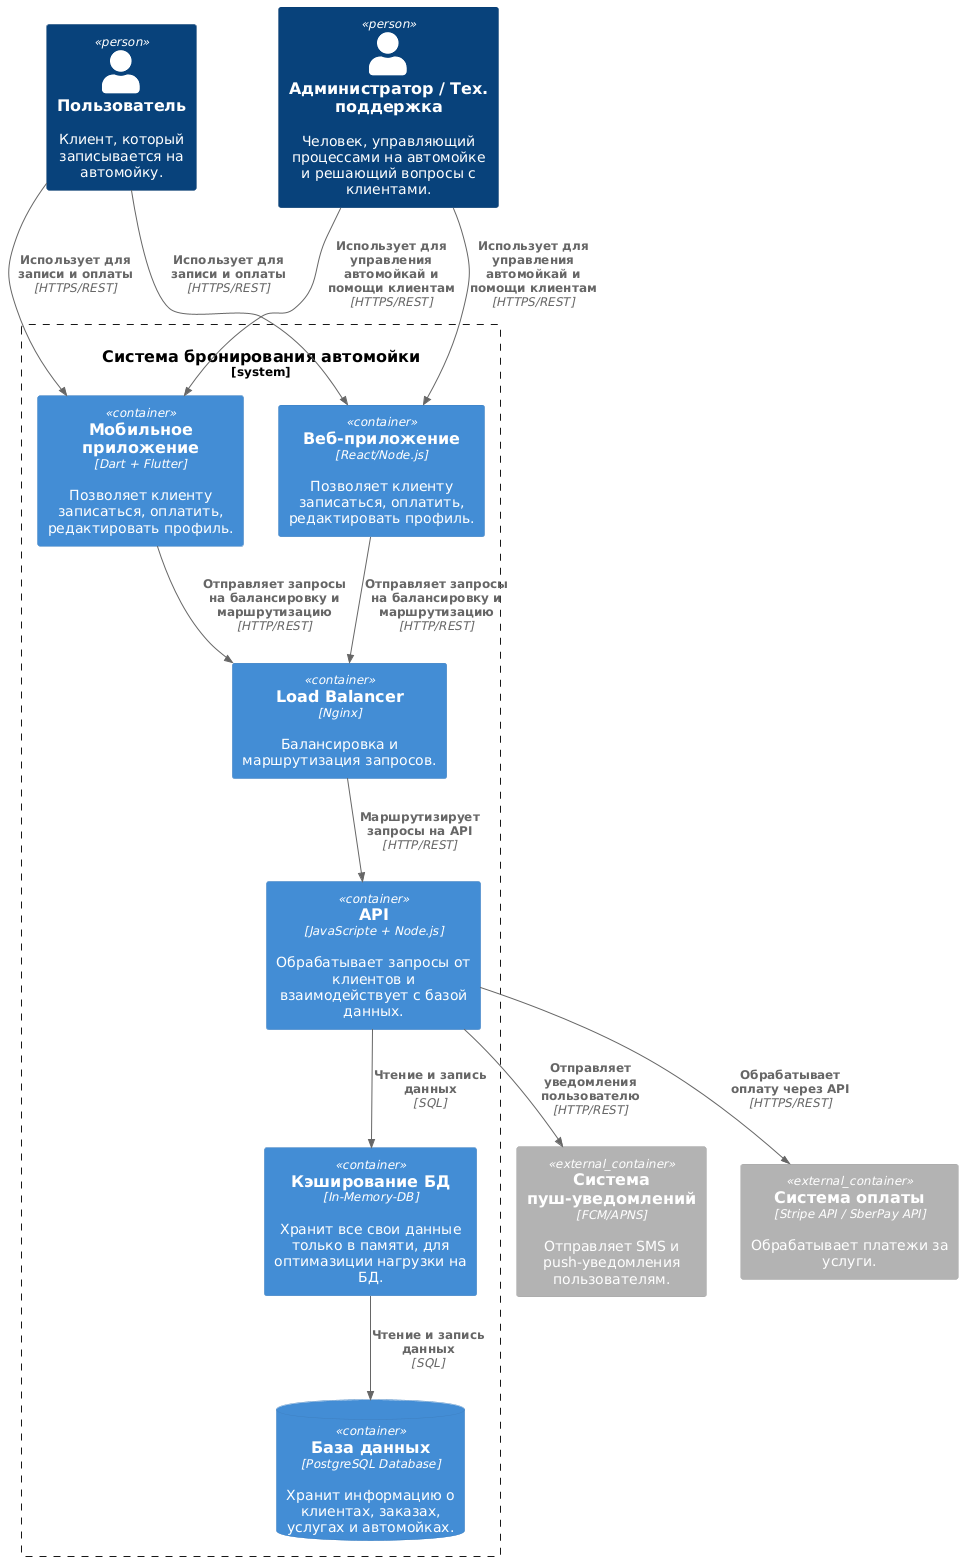 «person»
Пользователь
Клиент, который
записывается на
автомойку.
«person»
Администратор / Тех.
поддержка
Человек, управляющий
процессами на автомойке
и решающий вопросы с
клиентами.
Использует для
записи и оплаты
[HTTPS/REST]
Использует для
записи и оплаты
[HTTPS/REST]
Использует для
управления
автомойкай и
помощи клиентам
[HTTPS/REST]
Использует для
управления
автомойкай и
помощи клиентам
[HTTPS/REST]
Система бронирования автомойки
[system]
«container»
Мобильное
приложение
[Dart + Flutter]
Позволяет клиенту
записаться, оплатить,
редактировать профиль.
«container»
Веб-приложение
[React/Node.js]
Позволяет клиенту
записаться, оплатить,
редактировать профиль.
Отправляет запросы
на балансировку и
маршрутизацию
[HTTP/REST]
Отправляет запросы
на балансировку и
маршрутизацию
[HTTP/REST]
«container»
Load Balancer
[Nginx]
Балансировка и
маршрутизация запросов.
Маршрутизирует
запросы на API
[HTTP/REST]
«container»
API
[JavaScripte + Node.js]
Обрабатывает запросы от
клиентов и
взаимодействует с базой
данных.
Чтение и запись
данных
[SQL]
Отправляет
уведомления
пользователю
[HTTP/REST]
Обрабатывает
оплату через API
[HTTPS/REST]
«container»
Кэширование БД
[In-Memory-DB]
Хранит все свои данные
только в памяти, для
оптимазиции нагрузки на
БД.
«external_container»
Система
пуш-уведомлений
[FCM/APNS]
Отправляет SMS и
push-уведомления
пользователям.
«external_container»
Система оплаты
[Stripe API / SberPay API]
Обрабатывает платежи за
услуги.
Чтение и запись
данных
[SQL]
«container»
База данных
[PostgreSQL Database]
Хранит информацию о
клиентах, заказах,
услугах и автомойках.